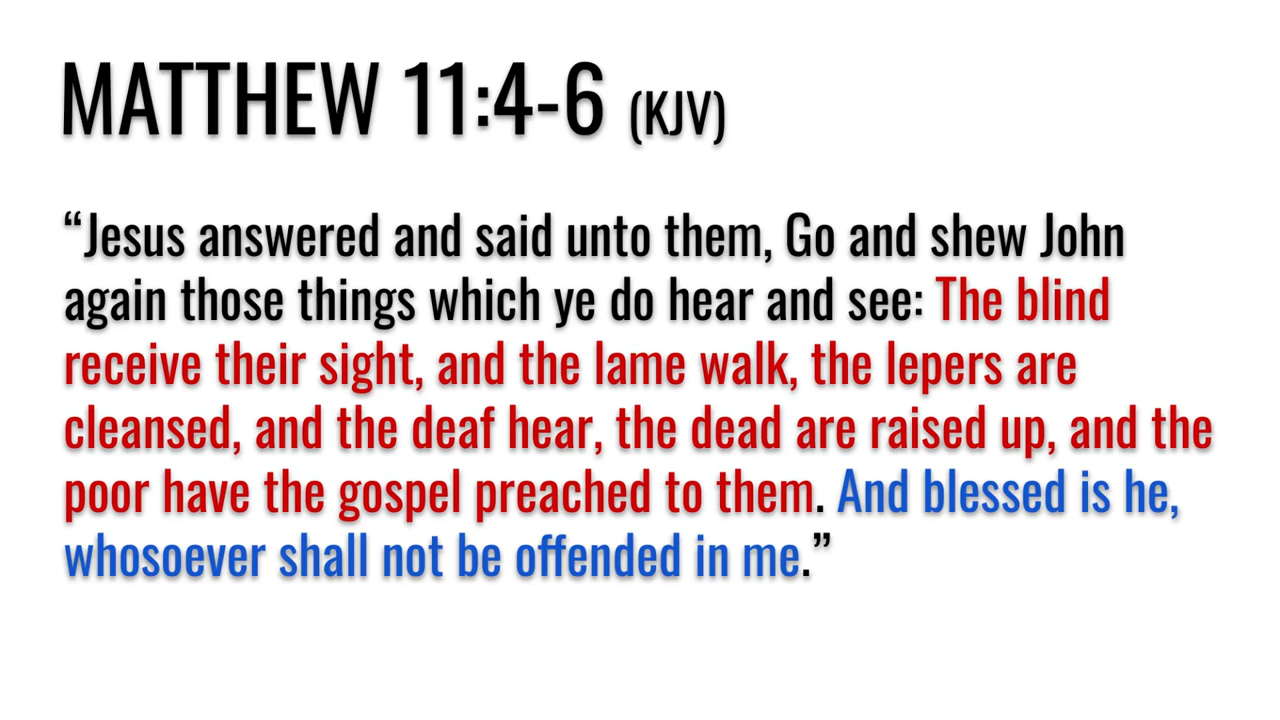 MATTHEW 11:4-6 (KJV)
“Jesus answered and said unto them, Go and shew John
again those things which ye do hear and see: The blind
receive their sight, and the lame walk, the lepers are
cleansed, and the deaf hear, the dead are raised up, and the
poor have the gospel preached to them. And blessed is he,
whosoever shall not be offended in me.”